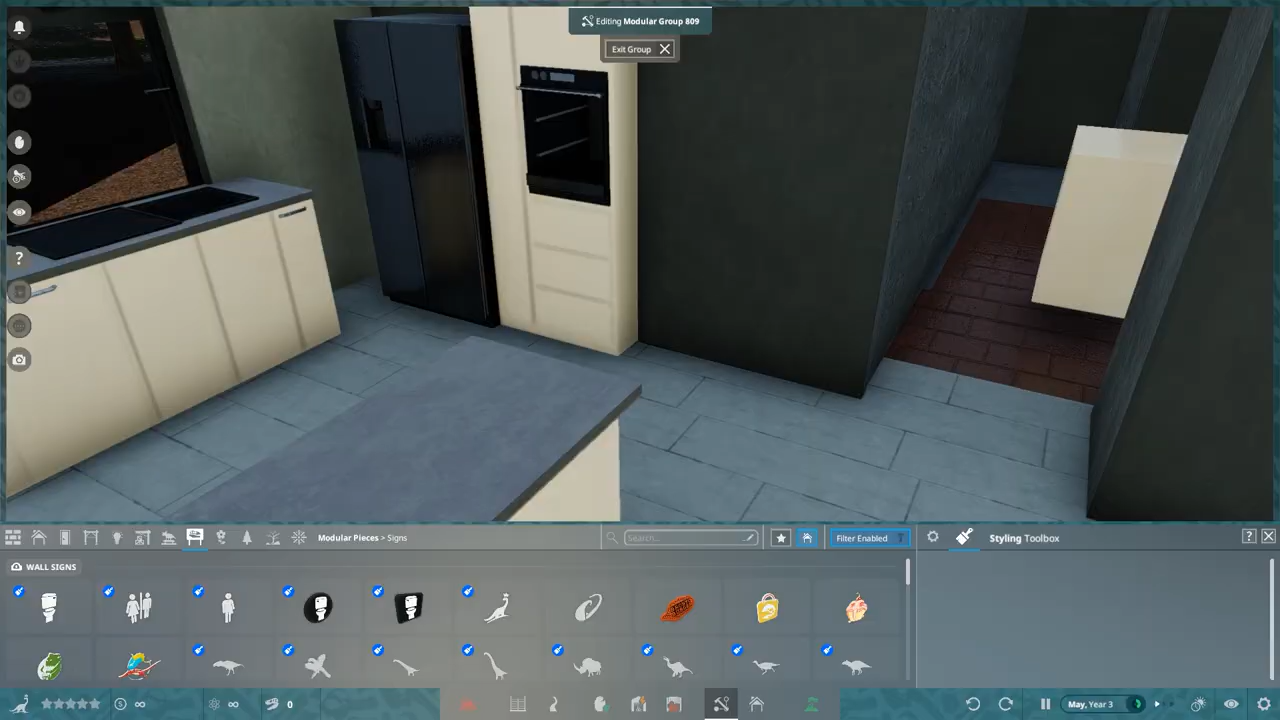 Editing Modular Group 809
Exit Group
?
Modular Pieces > Signs
Search...
Filter Enabled
Styling Toolbox
?
WALL SIGNS
∞
∞
0
May, Year 3